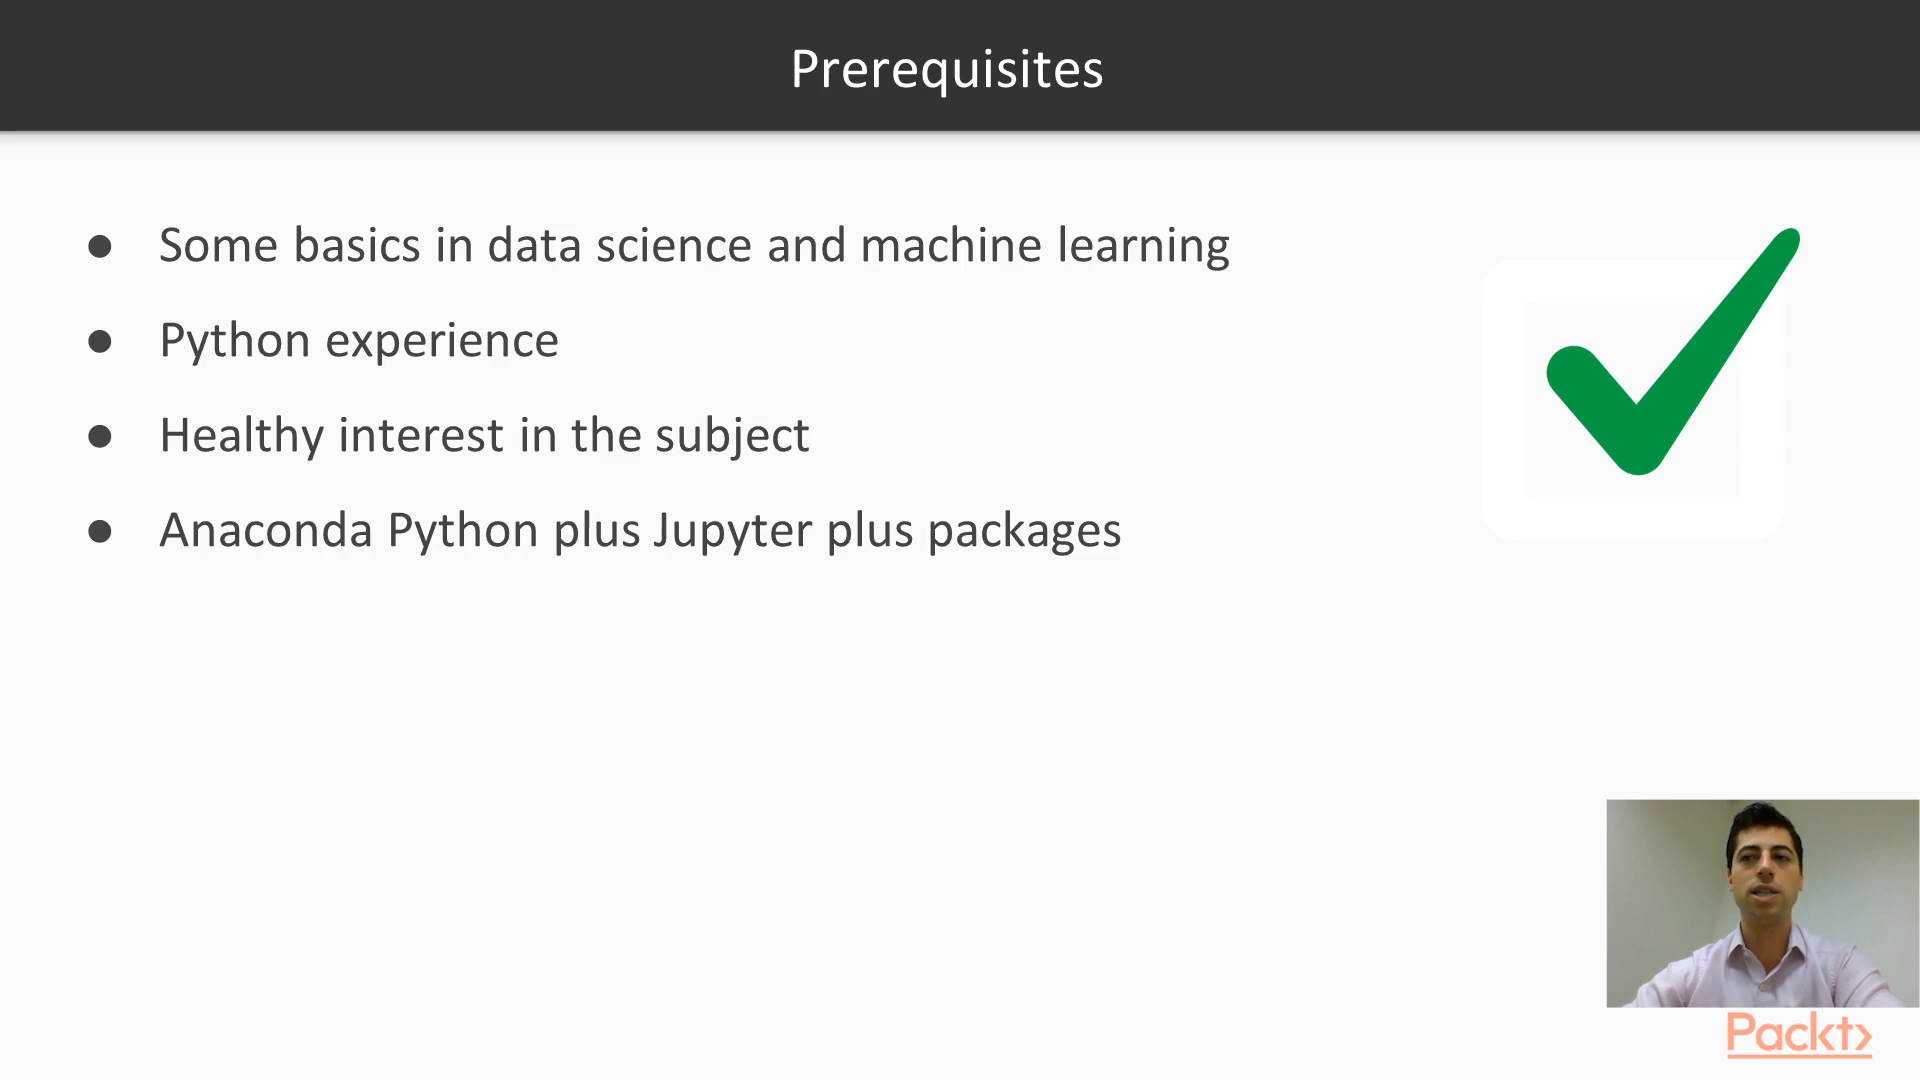 Prerequisites
● Some basics in data science and machine learning
● Python experience
● Healthy interest in the subject
● Anaconda Python plus Jupyter plus packages
Packt>